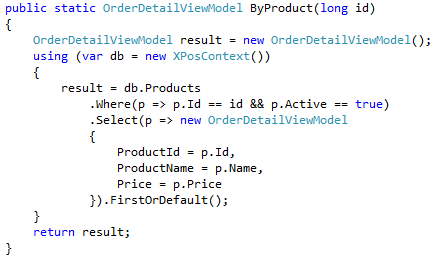 public static OrderDetailViewModel ByProduct(long id)
{
    OrderDetailViewModel result = new OrderDetailViewModel();
    using (var db = new XPosContext())
    {
        result = db.Products
            .Where(p => p.Id == id && p.Active == true)
            .Select(p => new OrderDetailViewModel
            {
                ProductId = p.Id,
                ProductName = p.Name,
                Price = p.Price
            }).FirstOrDefault();
    }
    return result;
}